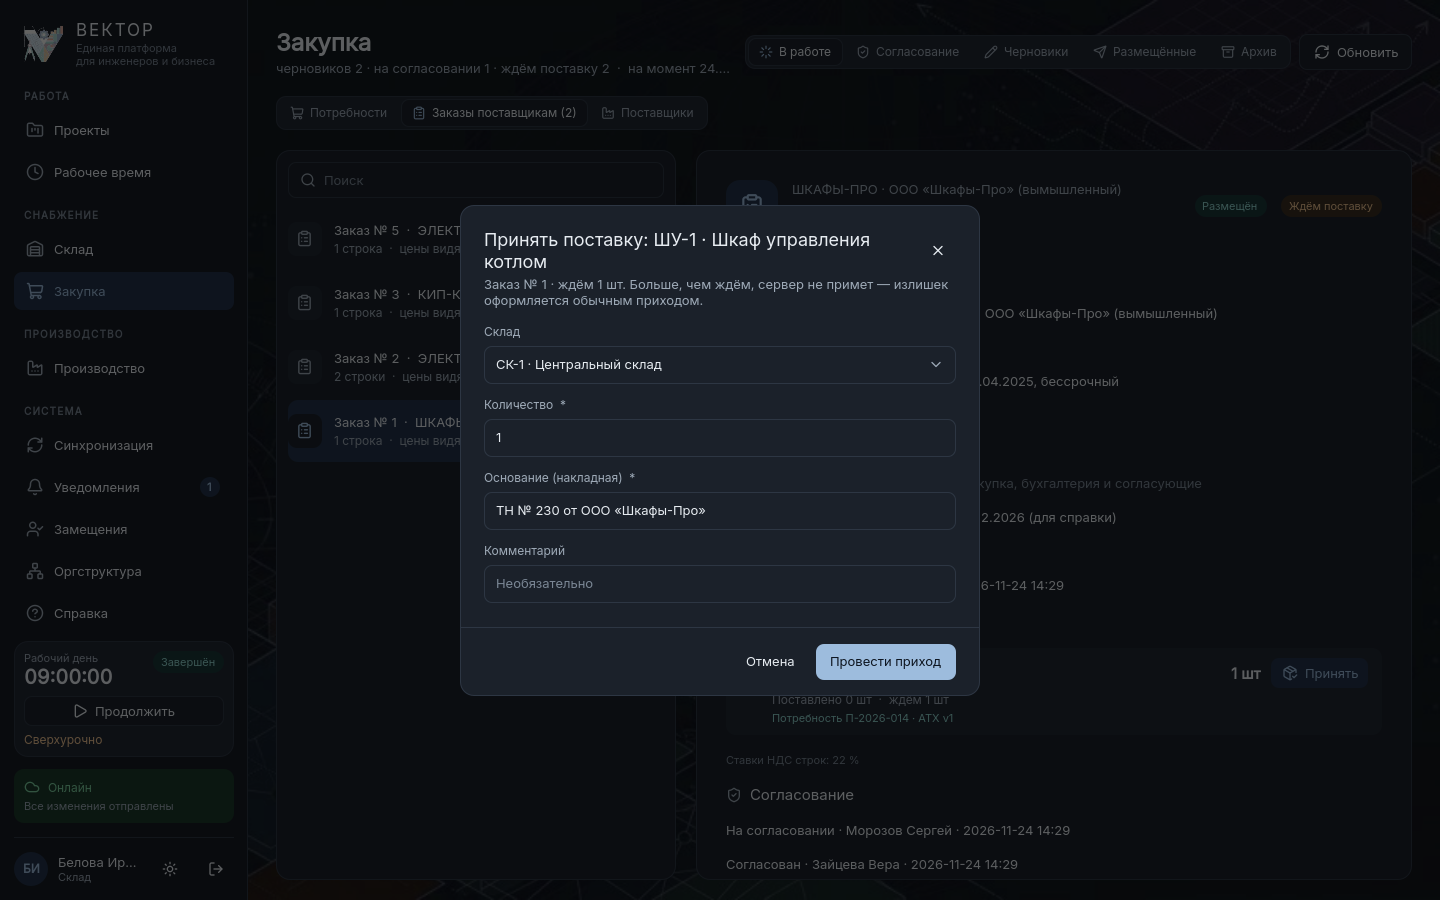 ВЕКТОР
Единая платформа
для инженеров и бизнеса
РАБОТА
Проекты
Рабочее время
СНАБЖЕНИЕ
Склад
Закупка
ПРОИЗВОДСТВО
Производство
СИСТЕМА
Синхронизация
Уведомления 1
Замещения
Оргструктура
Справка
Рабочий день Завершён
09:00:00
Продолжить
Сверхурочно
Онлайн
Все изменения отправлены
БИ Белова Ир...
Склад
Закупка
черновиков 2 · на согласовании 1 · ждём поставку 2 · на момент 24....
В работе Согласование Черновики Размещённые Архив Обновить
Потребности Заказы поставщикам (2) Поставщики
Поиск
Заказ № 5 · ЭЛЕКТ
1 строка · цены видя
Заказ № 3 · КИП-К
1 строка · цены видя
Заказ № 2 · ЭЛЕКТ
2 строки · цены видя
Заказ № 1 · ШКАФЫ
1 строка · цены видя
ШКАФЫ-ПРО · ООО «Шкафы-Про» (вымышленный)
Размещён Ждём поставку
ООО «Шкафы-Про» (вымышленный)
.04.2025, бессрочный
купка, бухгалтерия и согласующие
2.2026 (для справки)
6-11-24 14:29
1 шт Принять
Поставлено 0 шт · ждём 1 шт
Потребность П-2026-014 · АТХ v1
Ставки НДС строк: 22 %
Согласование
На согласовании · Морозов Сергей · 2026-11-24 14:29
Согласован · Зайцева Вера · 2026-11-24 14:29
Принять поставку: ШУ-1 · Шкаф управления
котлом
Заказ № 1 · ждём 1 шт. Больше, чем ждём, сервер не примет — излишек
оформляется обычным приходом.
Склад
СК-1 · Центральный склад
Количество *
1
Основание (накладная) *
ТН № 230 от ООО «Шкафы-Про»
Комментарий
Необязательно
Отмена Провести приход